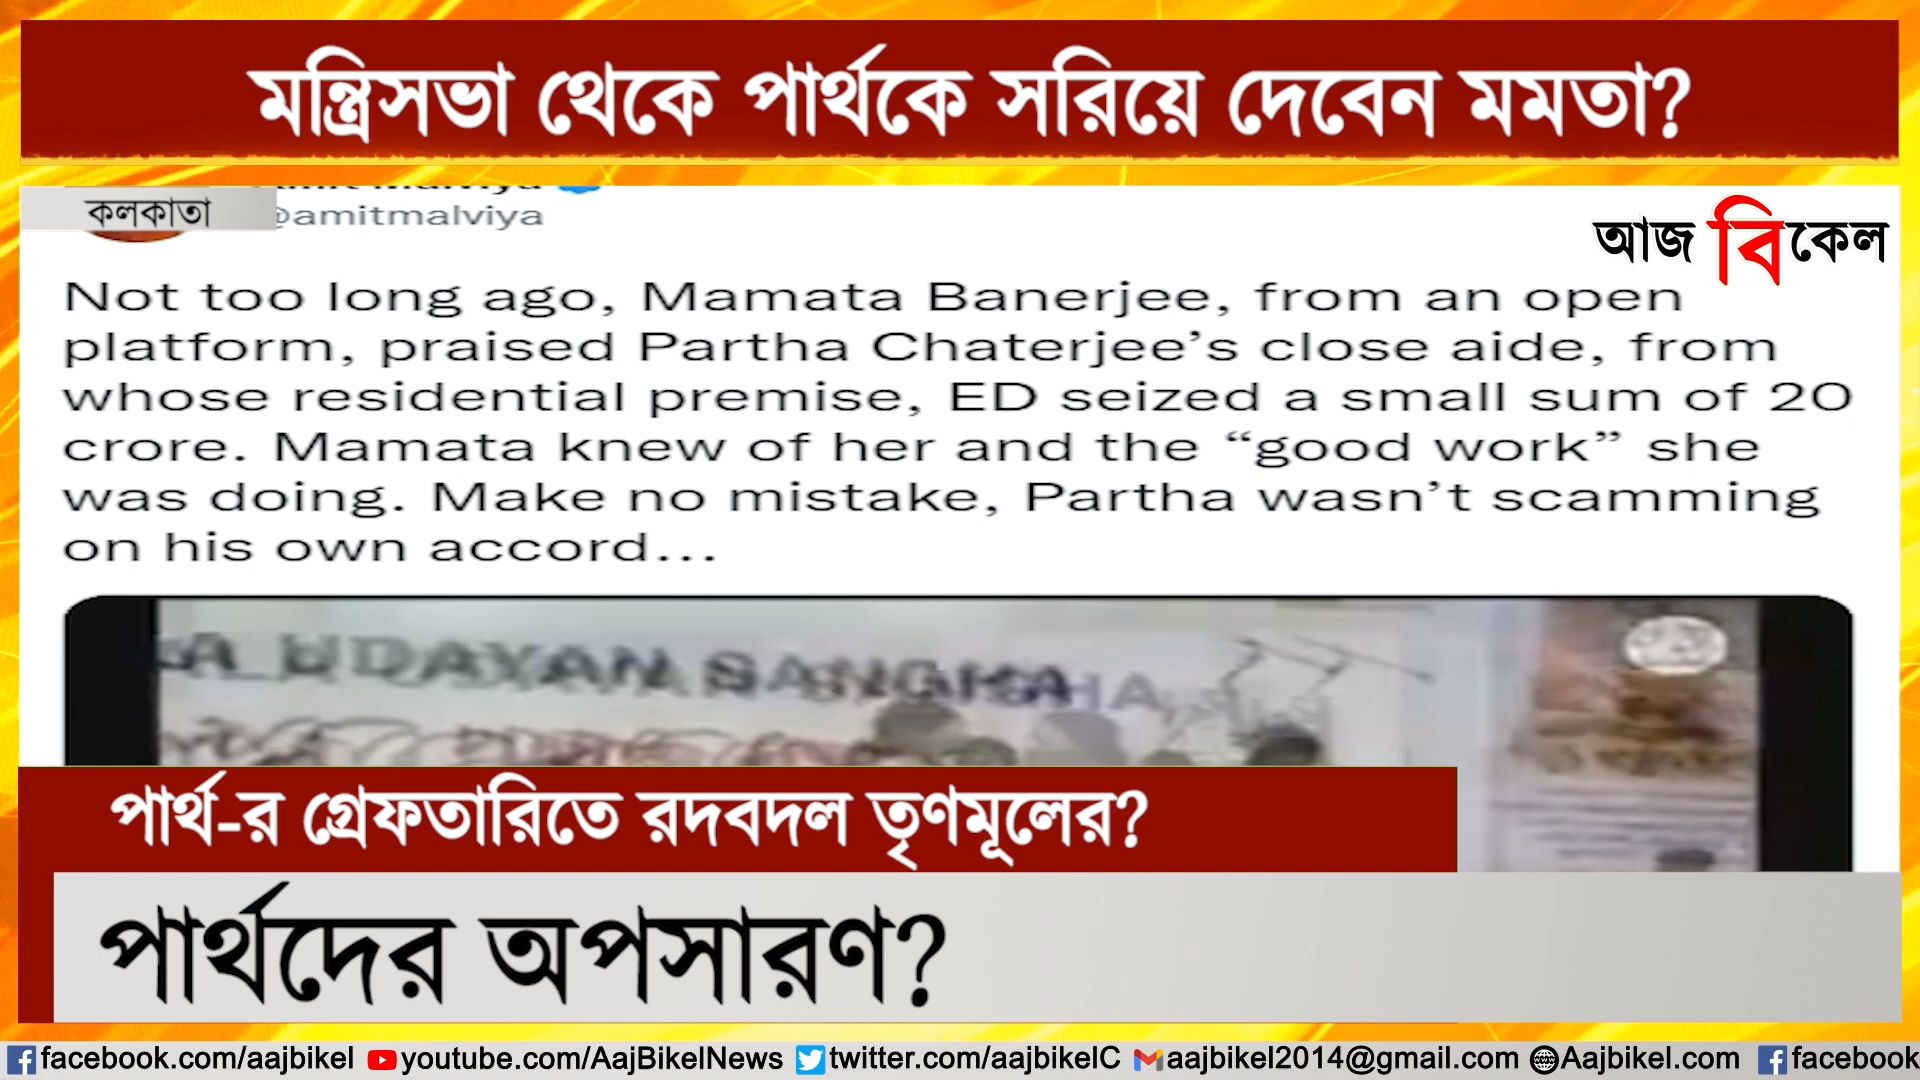 মন্ত্রিসভা থেকে পার্থকে সরিয়ে দেবেন মমতা?
কলকাতা
@amitmalviya
আজ বিকেল
Not too long ago, Mamata Banerjee, from an open
platform, praised Partha Chaterjee’s close aide, from
whose residential premise, ED seized a small sum of 20
crore. Mamata knew of her and the “good work” she
was doing. Make no mistake, Partha wasn’t scamming
on his own accord...
UDAYAN SANGHA
পার্থ-র গ্রেফতারিতে রদবদল তৃণমূলের?
পার্থদের অপসারণ?
facebook.com/aajbikel youtube.com/AajBikelNews twitter.com/aajbikelC aajbikel2014@gmail.com Aajbikel.com facebook